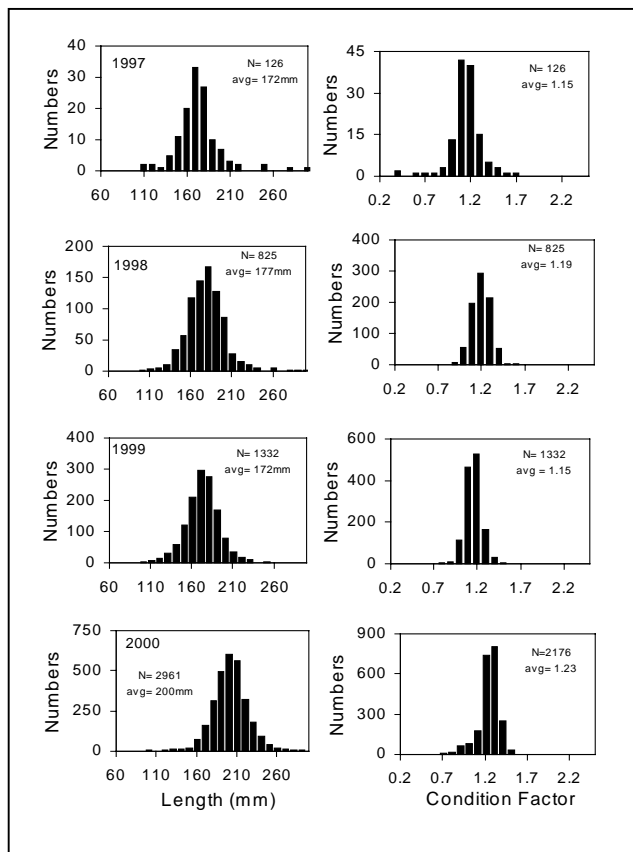 1997
N= 126
avg= 172mm
Numbers
40
30
20
10
0
60 110 160 210 260
N= 126
avg= 1.15
Numbers
45
30
15
0
0.2 0.7 1.2 1.7 2.2
1998
N= 825
avg= 177mm
Numbers
200
150
100
50
0
60 110 160 210 260
N= 825
avg= 1.19
Numbers
400
300
200
100
0
0.2 0.7 1.2 1.7 2.2
1999
N= 1332
avg= 172mm
Numbers
400
300
200
100
0
60 110 160 210 260
N= 1332
avg = 1.15
Numbers
600
400
200
0
0.2 0.7 1.2 1.7 2.2
2000
N= 2961
avg= 200mm
Numbers
750
500
250
0
60 110 160 210 260
Length (mm)
N=2176
avg= 1.23
Numbers
900
600
300
0
0.2 0.7 1.2 1.7 2.2
Condition Factor